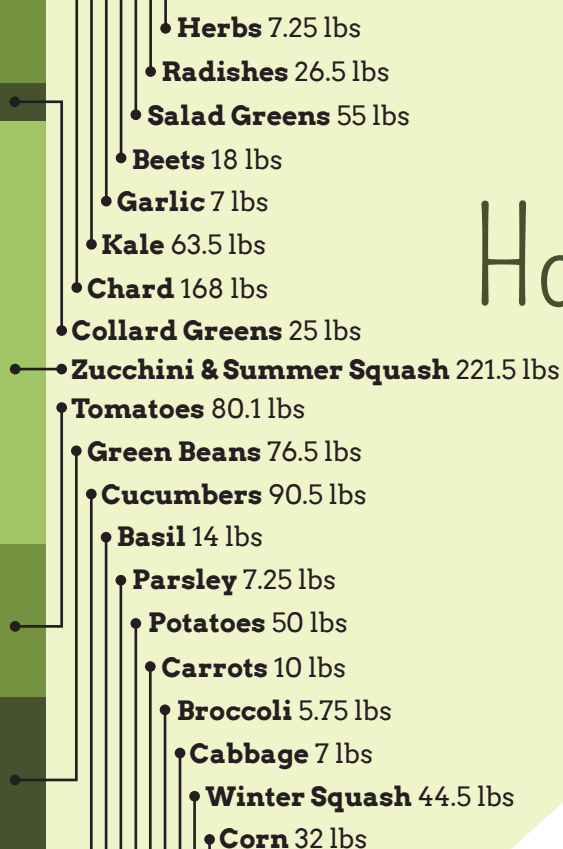 Herbs 7.25 lbs
Radishes 26.5 lbs
Salad Greens 55 lbs
Beets 18 lbs
Garlic 7 lbs
Kale 63.5 lbs
Chard 168 lbs
Collard Greens 25 lbs
Zucchini & Summer Squash 221.5 lbs
Tomatoes 80.1 lbs
Green Beans 76.5 lbs
Cucumbers 90.5 lbs
Basil 14 lbs
Parsley 7.25 lbs
Potatoes 50 lbs
Carrots 10 lbs
Broccoli 5.75 lbs
Cabbage 7 lbs
Winter Squash 44.5 lbs
Corn 32 lbs